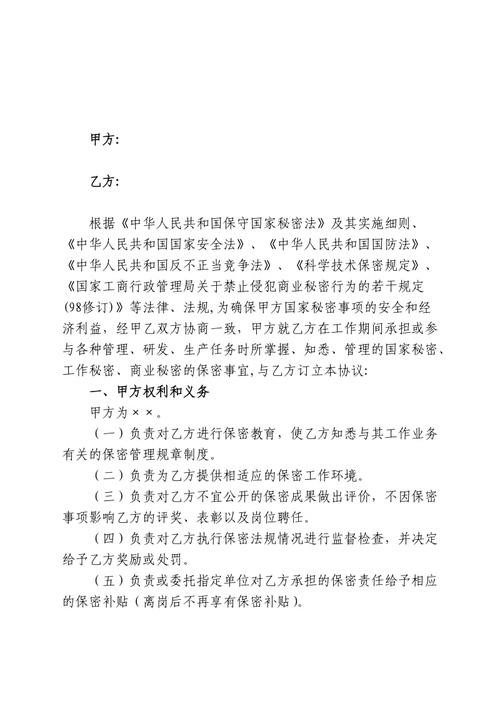 甲方:
乙方:
根据《中华人民共和国保守国家秘密法》及其实施细则、
《中华人民共和国国家安全法》、《中华人民共和国国防法》、
《中华人民共和国反不正当竞争法》、《科学技术保密规定》、
《国家工商行政管理局关于禁止侵犯商业秘密行为的若干规定
(98修订)》等法律、法规,为确保甲方国家秘密事项的安全和经
济利益，经甲乙双方协商一致，甲方就乙方在工作期间承担或参
与各种管理、研发、生产任务时所掌握、知悉、管理的国家秘密、
工作秘密、商业秘密的保密事宜,与乙方订立本协议:
一、甲方权利和义务
甲方为××。
（一）负责对乙方进行保密教育，使乙方知悉与其工作业务
有关的保密管理规章制度。
（二）负责为乙方提供相适应的保密工作环境。
（三）负责对乙方不宜公开的保密成果做出评价，不因保密
事项影响乙方的评奖、表彰以及岗位聘任。
（四）负责对乙方执行保密法规情况进行监督检查，并决定
给予乙方奖励或处罚。
（五）负责或委托指定单位对乙方承担的保密责任给予相应
的保密补贴（离岗后不再享有保密补贴）。